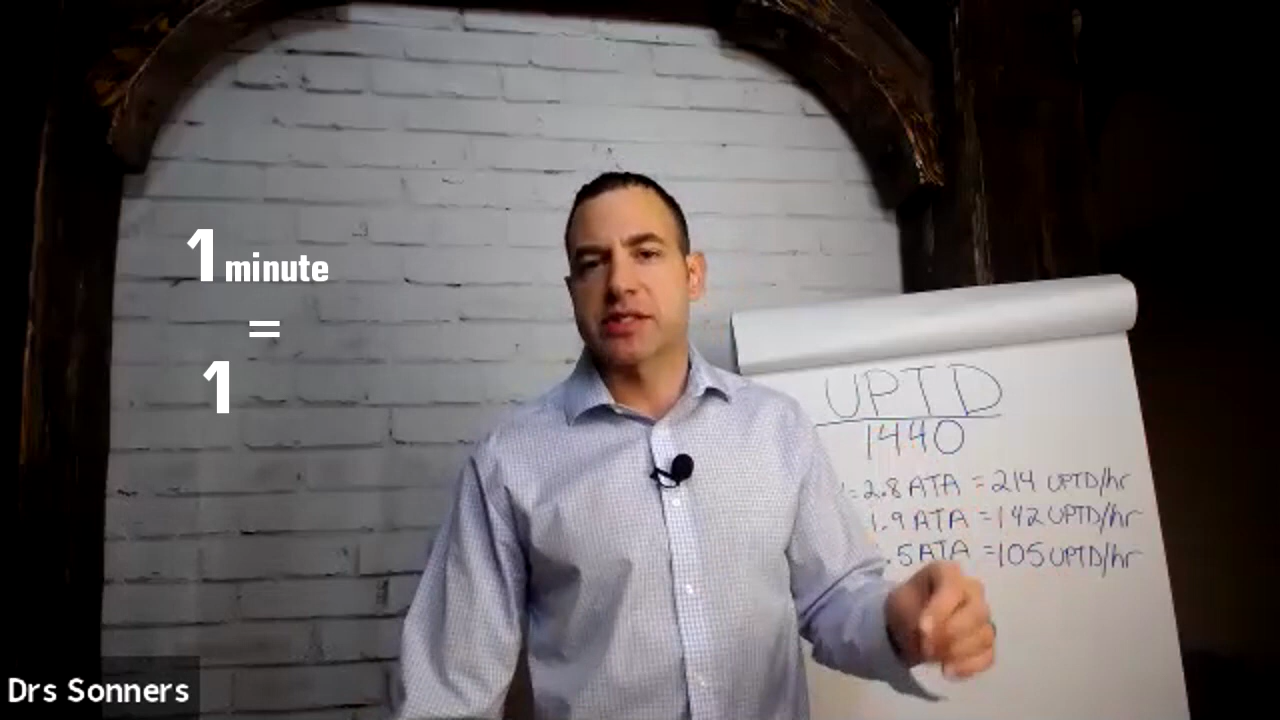 1 minute
=
1
UPTD
1440
=2.8 ATA = 214 UPTD/hr
1.9 ATA = 142 UPTD/hr
.5 ATA = 105 UPTD/hr
Drs Sonners